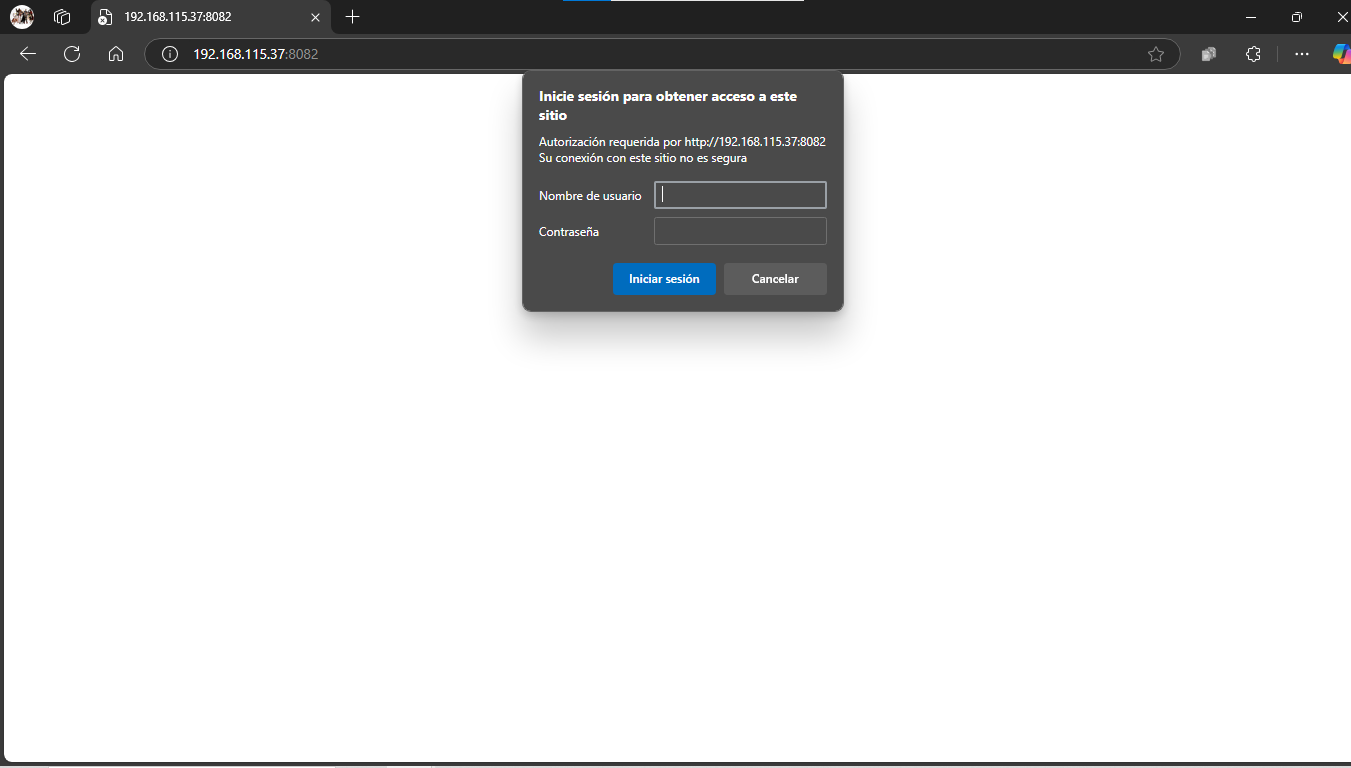 192.168.115.37:8082
192.168.115.37:8082
Inicie sesión para obtener acceso a este
sitio
Autorización requerida por http://192.168.115.37:8082
Su conexión con este sitio no es segura
Nombre de usuario
Contraseña
Iniciar sesión
Cancelar